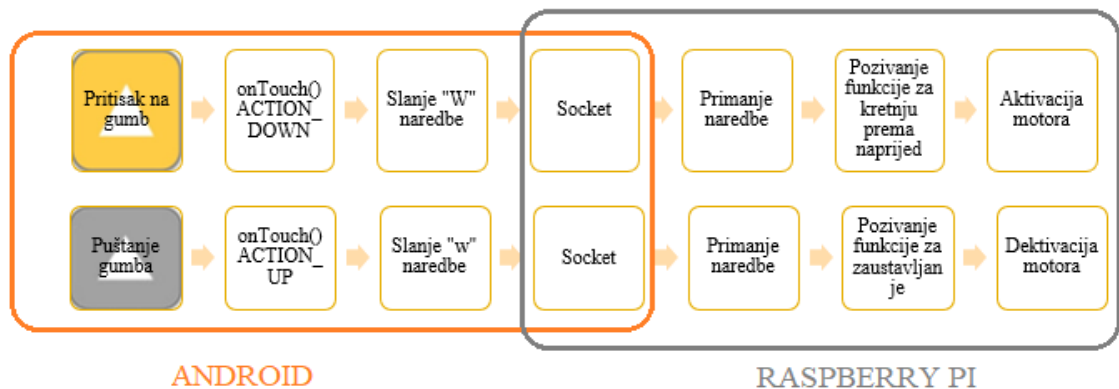 Pritisak na
gumb
onTouch()
ACTION_
DOWN
Slanje "W"
naredbe
Socket
Primanje
naredbe
Pozivanje
funkcije za
kretnju
prema
naprijed
Aktivacija
motora
Puštanje
gumba
onTouch()
ACTION_
UP
Slanje "w"
naredbe
Socket
Primanje
naredbe
Pozivanje
funkcije za
zaustavljan
je
Dektivacija
motora
ANDROID
RASPBERRY PI